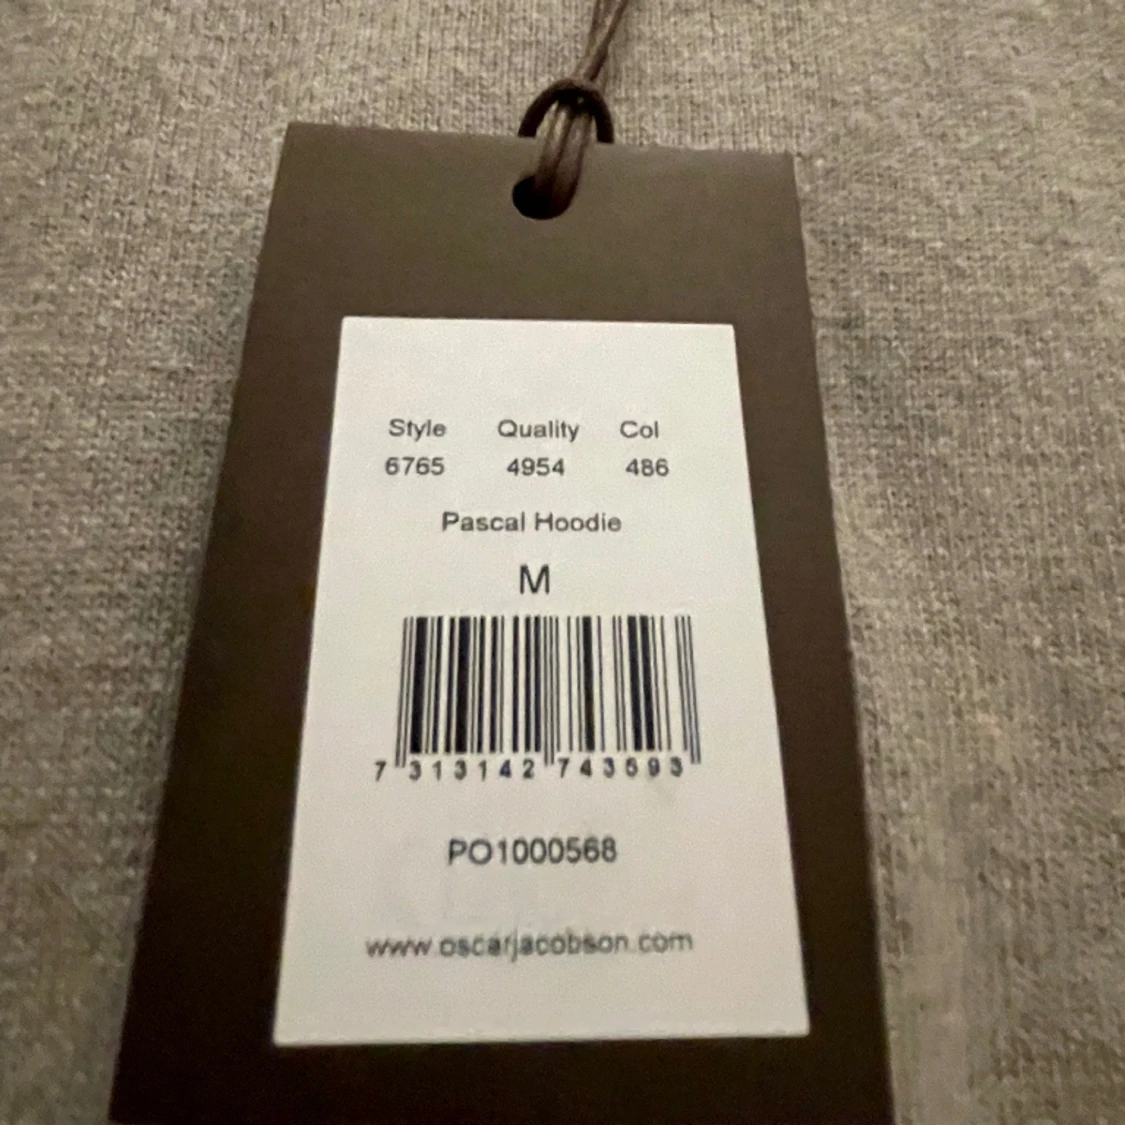 Style Quality Col
6765 4954 486
Pascal Hoodie
M
7 313142 743593
PO1000568
www.oscarjacobson.com